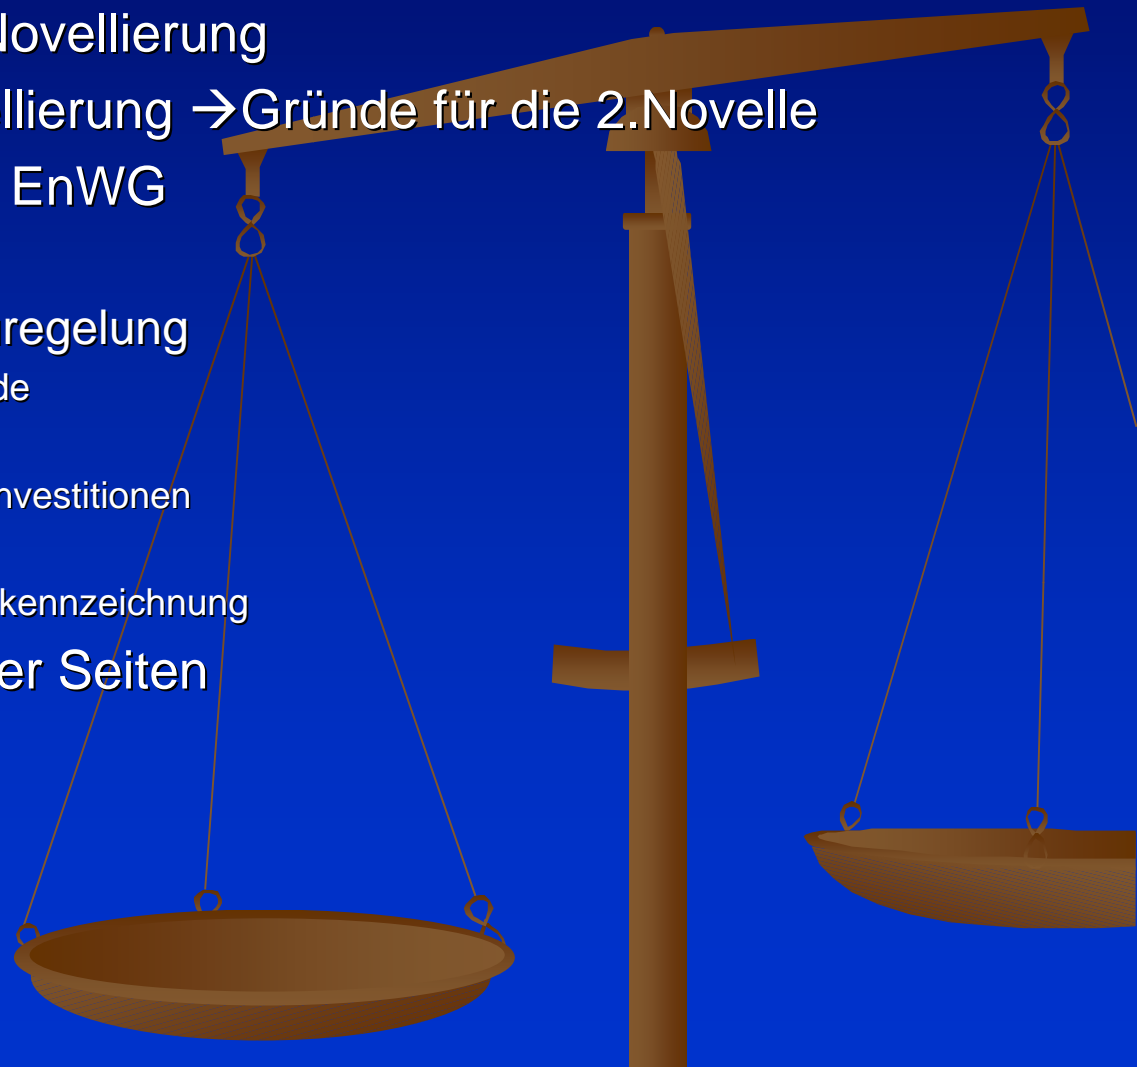 Novellierung
llierung →Gründe für die 2.Novelle
EnWG
regelung
de
nvestitionen
kennzeichnung
er Seiten